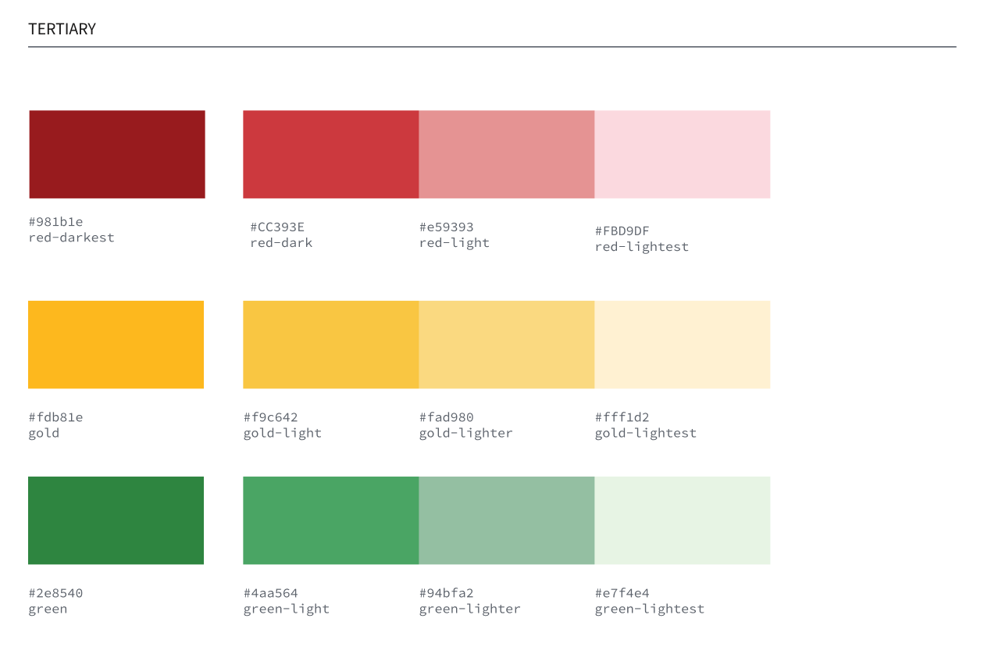 TERTIARY
#981b1e
red-darkest
#CC393E
red-dark
#e59393
red-light
#FBD9DF
red-lightest
#fdb81e
gold
#f9c642
gold-light
#fad980
gold-lighter
#fff1d2
gold-lightest
#2e8540
green
#4aa564
green-light
#94bfa2
green-lighter
#e7f4e4
green-lightest